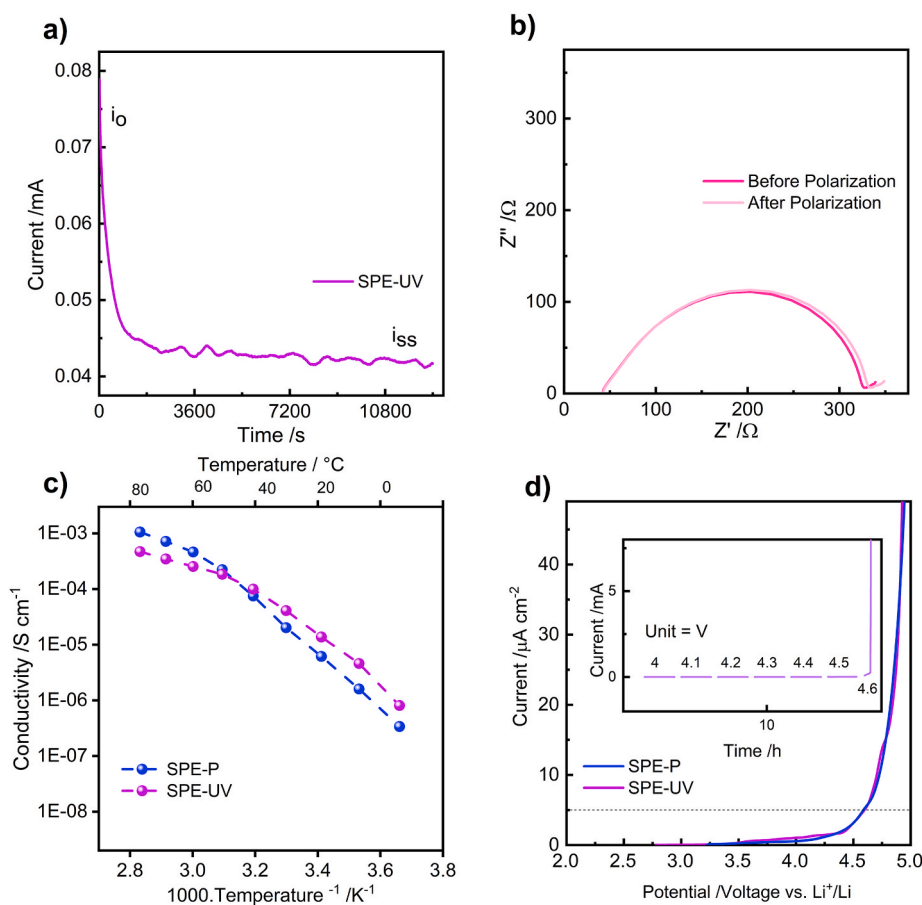 a)
0.08
0.07
0.06
0.05
0.04
Current /mA
i₀
SPE-UV
iss
0 3600 7200 10800
Time /s
b)
350
300
200
100
0
Z'' /Ω
Before Polarization
After Polarization
0 100 200 300
Z' /Ω
c)
Temperature / °C
80 60 40 20 0
1E-03
1E-04
1E-05
1E-06
1E-07
1E-08
Conductivity /S cm⁻¹
SPE-P
SPE-UV
2.8 3.0 3.2 3.4 3.6 3.8
1000.Temperature ⁻¹ /K⁻¹
d)
50
40
30
20
10
0
Current /µA cm⁻²
5
0
Current /mA
Unit = V
4 4.1 4.2 4.3 4.4 4.5 4.6
10
Time /h
SPE-P
SPE-UV
2.0 2.5 3.0 3.5 4.0 4.5 5.0
Potential /Voltage vs. Li⁺/Li